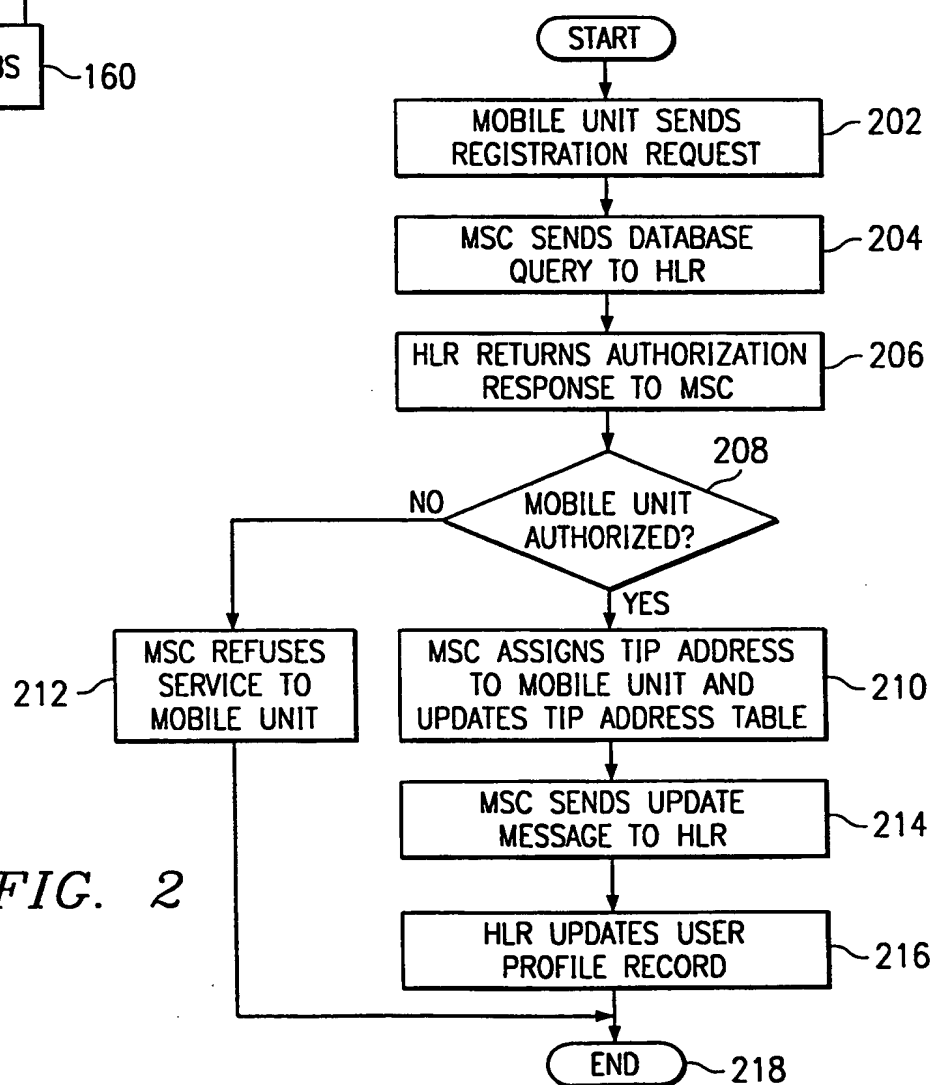 START
MOBILE UNIT SENDS
REGISTRATION REQUEST
202
160
MSC SENDS DATABASE
QUERY TO HLR
204
HLR RETURNS AUTHORIZATION
RESPONSE TO MSC
206
208
NO
MOBILE UNIT
AUTHORIZED?
YES
MSC REFUSES
SERVICE TO
MOBILE UNIT
212
MSC ASSIGNS TIP ADDRESS
TO MOBILE UNIT AND
UPDATES TIP ADDRESS TABLE
210
MSC SENDS UPDATE
MESSAGE TO HLR
214
FIG. 2
HLR UPDATES USER
PROFILE RECORD
216
END
218